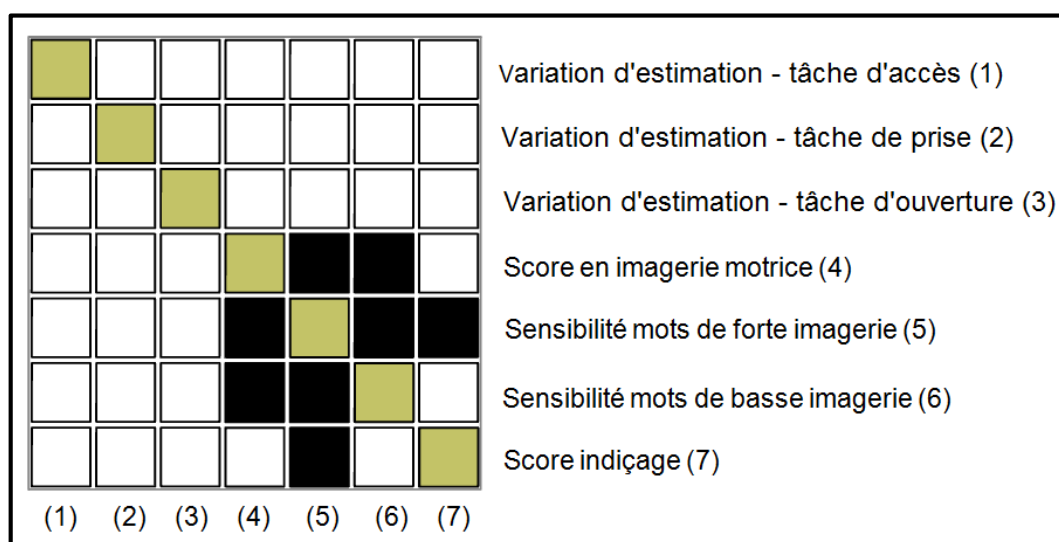 Variation d'estimation - tâche d'accès (1)
Variation d'estimation - tâche de prise (2)
Variation d'estimation - tâche d'ouverture (3)
Score en imagerie motrice (4)
Sensibilité mots de forte imagerie (5)
Sensibilité mots de basse imagerie (6)
Score indiçage (7)
(1) (2) (3) (4) (5) (6) (7)